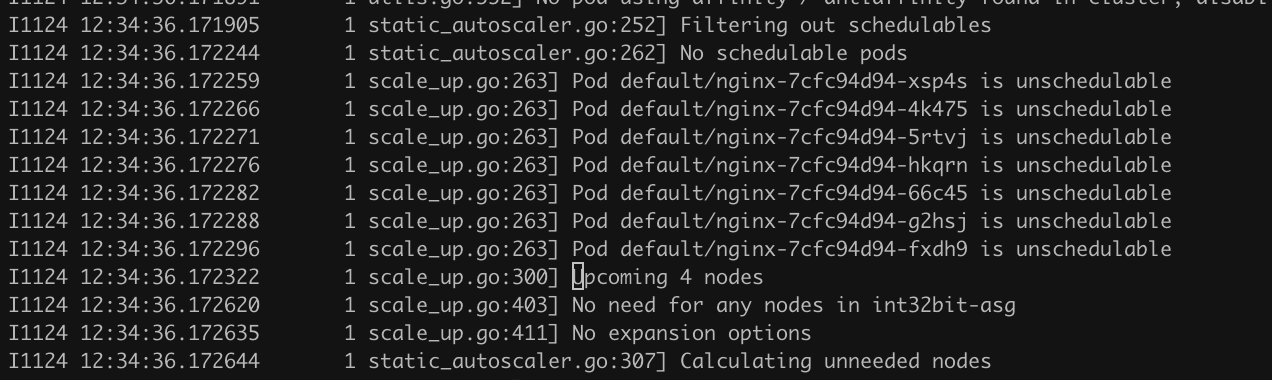 I1124 12:34:36.171905       1 static_autoscaler.go:252] Filtering out schedulables
I1124 12:34:36.172244       1 static_autoscaler.go:262] No schedulable pods
I1124 12:34:36.172259       1 scale_up.go:263] Pod default/nginx-7cfc94d94-xsp4s is unschedulable
I1124 12:34:36.172266       1 scale_up.go:263] Pod default/nginx-7cfc94d94-4k475 is unschedulable
I1124 12:34:36.172271       1 scale_up.go:263] Pod default/nginx-7cfc94d94-5rtvj is unschedulable
I1124 12:34:36.172276       1 scale_up.go:263] Pod default/nginx-7cfc94d94-hkqrn is unschedulable
I1124 12:34:36.172282       1 scale_up.go:263] Pod default/nginx-7cfc94d94-66c45 is unschedulable
I1124 12:34:36.172288       1 scale_up.go:263] Pod default/nginx-7cfc94d94-g2hsj is unschedulable
I1124 12:34:36.172296       1 scale_up.go:263] Pod default/nginx-7cfc94d94-fxdh9 is unschedulable
I1124 12:34:36.172322       1 scale_up.go:300] Upcoming 4 nodes
I1124 12:34:36.172620       1 scale_up.go:403] No need for any nodes in int32bit-asg
I1124 12:34:36.172635       1 scale_up.go:411] No expansion options
I1124 12:34:36.172644       1 static_autoscaler.go:307] Calculating unneeded nodes